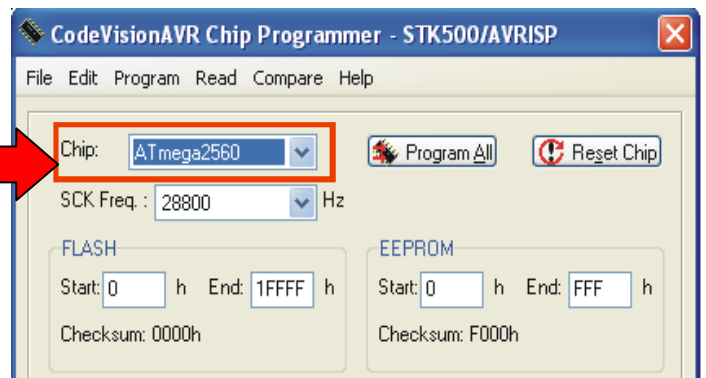 CodeVisionAVR Chip Programmer - STK500/AVRISP
File Edit Program Read Compare Help
Chip: ATmega2560 Program All Reset Chip
SCK Freq. : 28800 Hz
FLASH EEPROM
Start: 0 h End: 1FFFF h Start: 0 h End: FFF h
Checksum: 0000h Checksum: F000h